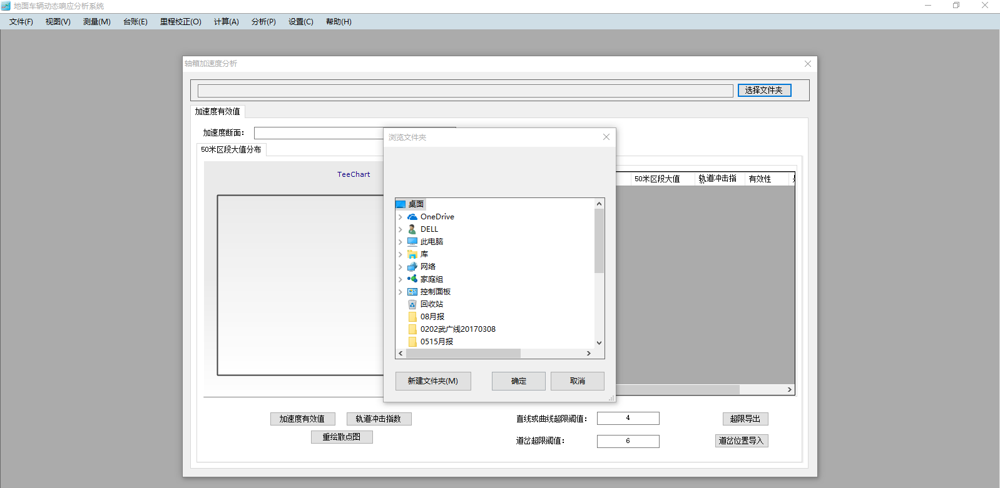 地面车辆动态响应分析系统
文件(F) 视图(V) 测量(M) 台账(E) 里程校正(O) 计算(A) 分析(P) 设置(C) 帮助(H)
轴箱加速度分析
选择文件夹
加速度有效值
加速度断面：
50米区段大值分布
TeeChart
浏览文件夹
桌面
OneDrive
DELL
此电脑
库
网络
家庭组
控制面板
回收站
08月报
0202武广线20170308
0515月报
新建文件夹(M) 确定 取消
50米区段大值 轨道冲击指 有效性
加速度有效值 轨道冲击指数
重绘散点图
直线或曲线超限阈值： 4 超限导出
道岔超限阈值： 6 道岔位置导入